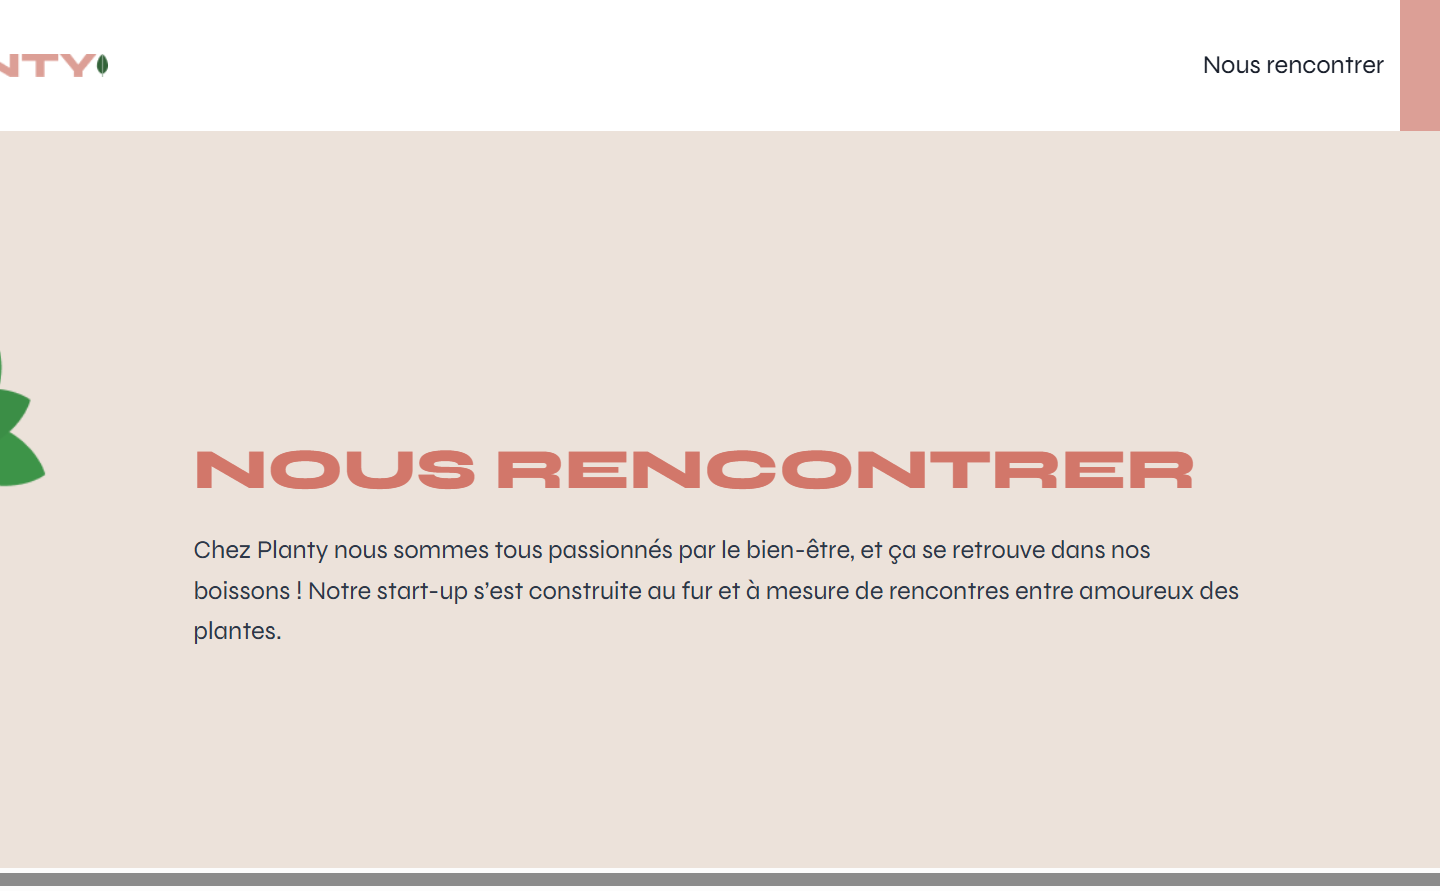 NTY
Nous rencontrer
NOUS RENCONTRER
Chez Planty nous sommes tous passionnés par le bien-être, et ça se retrouve dans nos
boissons ! Notre start-up s’est construite au fur et à mesure de rencontres entre amoureux des
plantes.